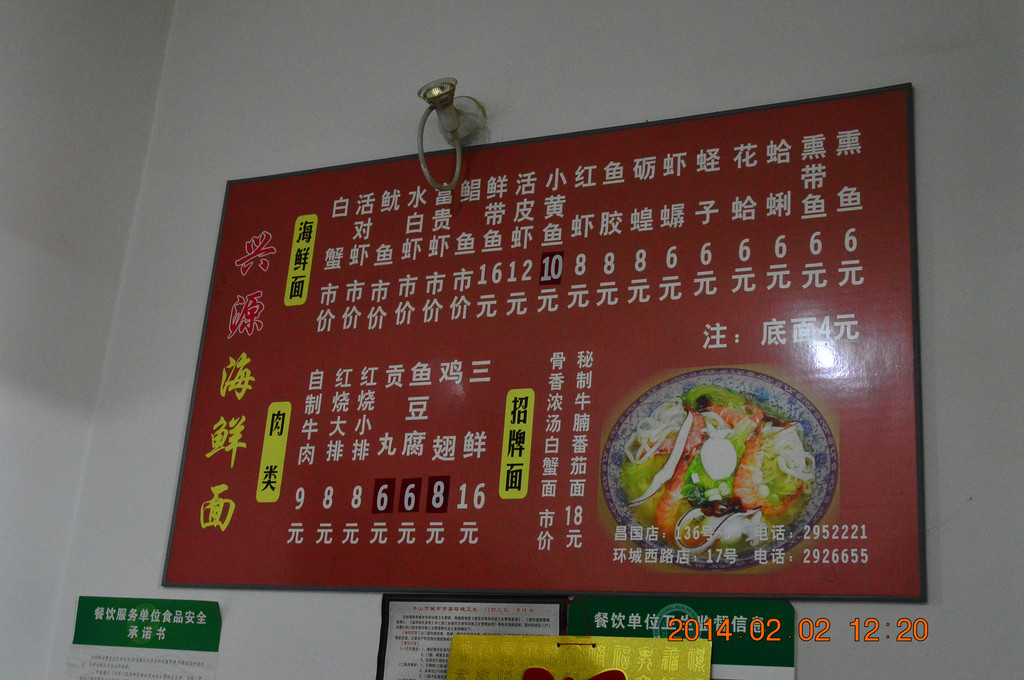 兴源海鲜面
海鲜面
白蟹 市价
活对虾 市价
鱿鱼 市价
水白虾 市价
富贵虾 市价
鲳鱼 市价
鲜带鱼 16元
活皮虾 12元
小黄鱼 10元
红虾 8元
鱼胶 8元
砺蝗 8元
虾蟒 6元
蛏子 6元
花蛤 6元
蛤蜊 6元
熏带鱼 6元
熏鱼 6元
注：底面4元
肉类
自制牛肉 9元
红烧大排 8元
红烧小排 8元
贡丸 6元
鱼豆腐 6元
鸡翅 8元
三鲜 16元
招牌面
骨香浓汤白蟹面 市价
秘制牛腩番茄面 18元
昌国店：136号 电话：2952221
环城西路店：17号 电话：2926655
餐饮服务单位食品安全
承诺书
餐饮单位卫生监督信合
2014 02 02 12:20